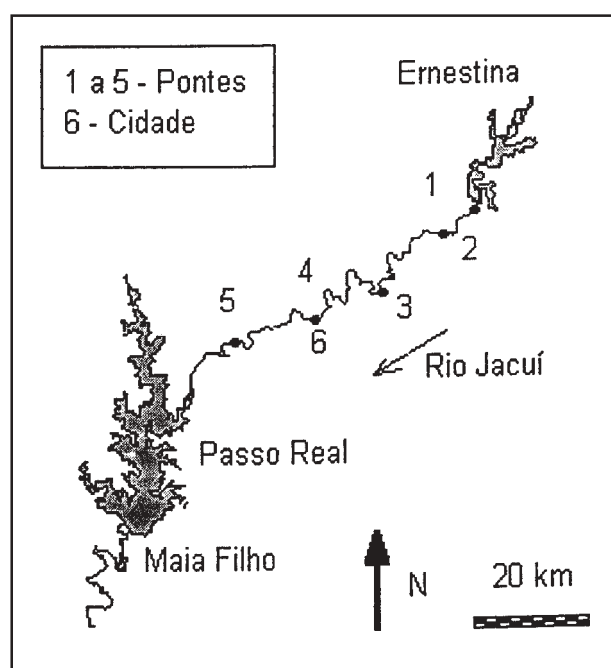 1 a 5 - Pontes
6 - Cidade
Ernestina
1
2
4
3
5
6
Rio Jacuí
Passo Real
Maia Filho
N
20 km